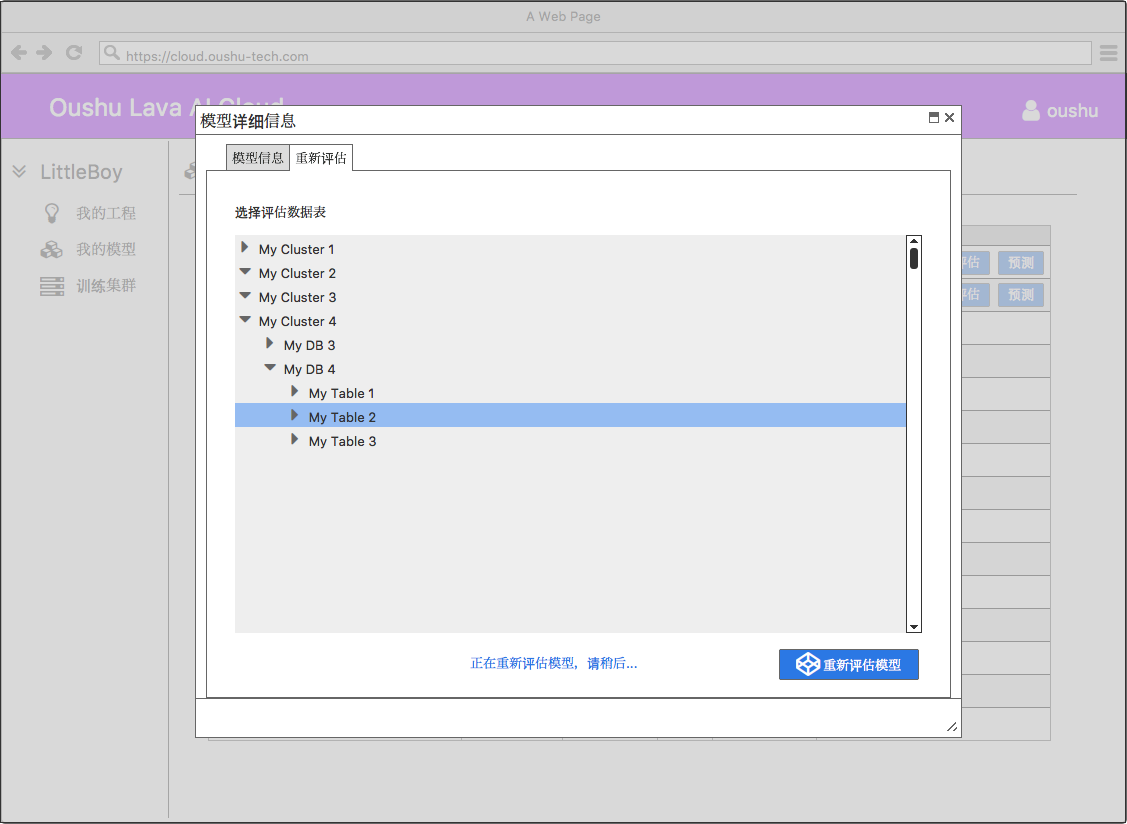 A Web Page
https://cloud.oushu-tech.com
Oushu Lava AI Cloud
oushu
模型详细信息
模型信息
重新评估
LittleBoy
我的工程
我的模型
训练集群
选择评估数据表
My Cluster 1
My Cluster 2
My Cluster 3
My Cluster 4
My DB 3
My DB 4
My Table 1
My Table 2
My Table 3
评估
预测
评估
预测
正在重新评估模型，请稍后...
重新评估模型